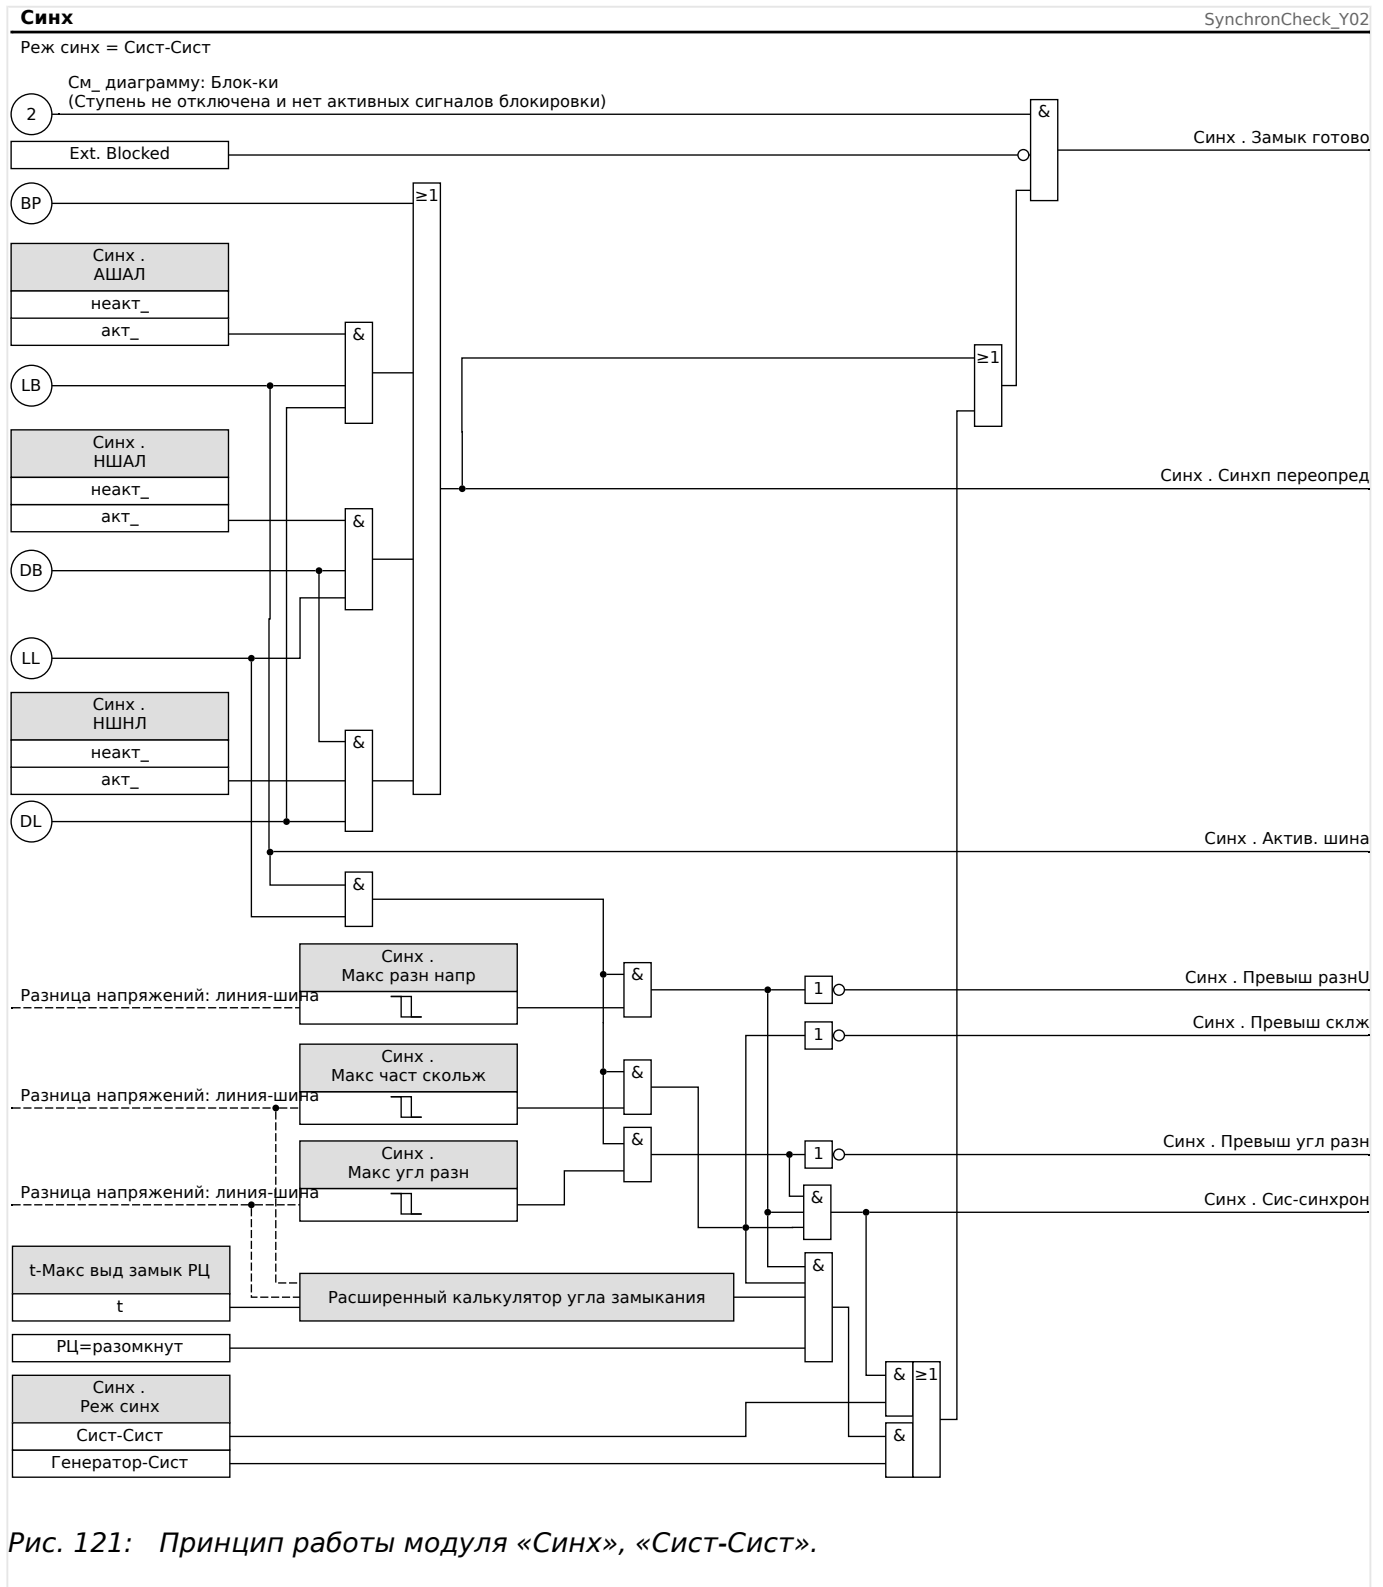 Синх
SynchronCheck_Y02
Реж синх = Сист-Сист
См_ диаграмму: Блок-ки
(Ступень не отключена и нет активных сигналов блокировки)
2
&
Синх . Замык готово
Ext. Blocked
BP
≥1
Синх .
АШАЛ
неакт_
акт_
&
≥1
LB
Синх .
НШАЛ
неакт_
акт_
&
Синх . Синхп переопред
DB
LL
Синх .
НШНЛ
неакт_
акт_
&
DL
Синх . Актив. шина
&
Синх .
Макс разн напр
Разница напряжений: линия-шина
&
1
Синх . Превыш разнU
1
Синх . Превыш склж
Синх .
Макс част скольж
Разница напряжений: линия-шина
&
&
Синх .
Макс угл разн
Разница напряжений: линия-шина
1
Синх . Превыш угл разн
&
Синх . Сис-синхрон
t-Макс выд замык РЦ
t
Расширенный калькулятор угла замыкания
&
РЦ=разомкнут
Синх .
Реж синх
Сист-Сист
Генератор-Сист
&
≥1
&
Рис. 121: Принцип работы модуля «Синх», «Сист-Сист».